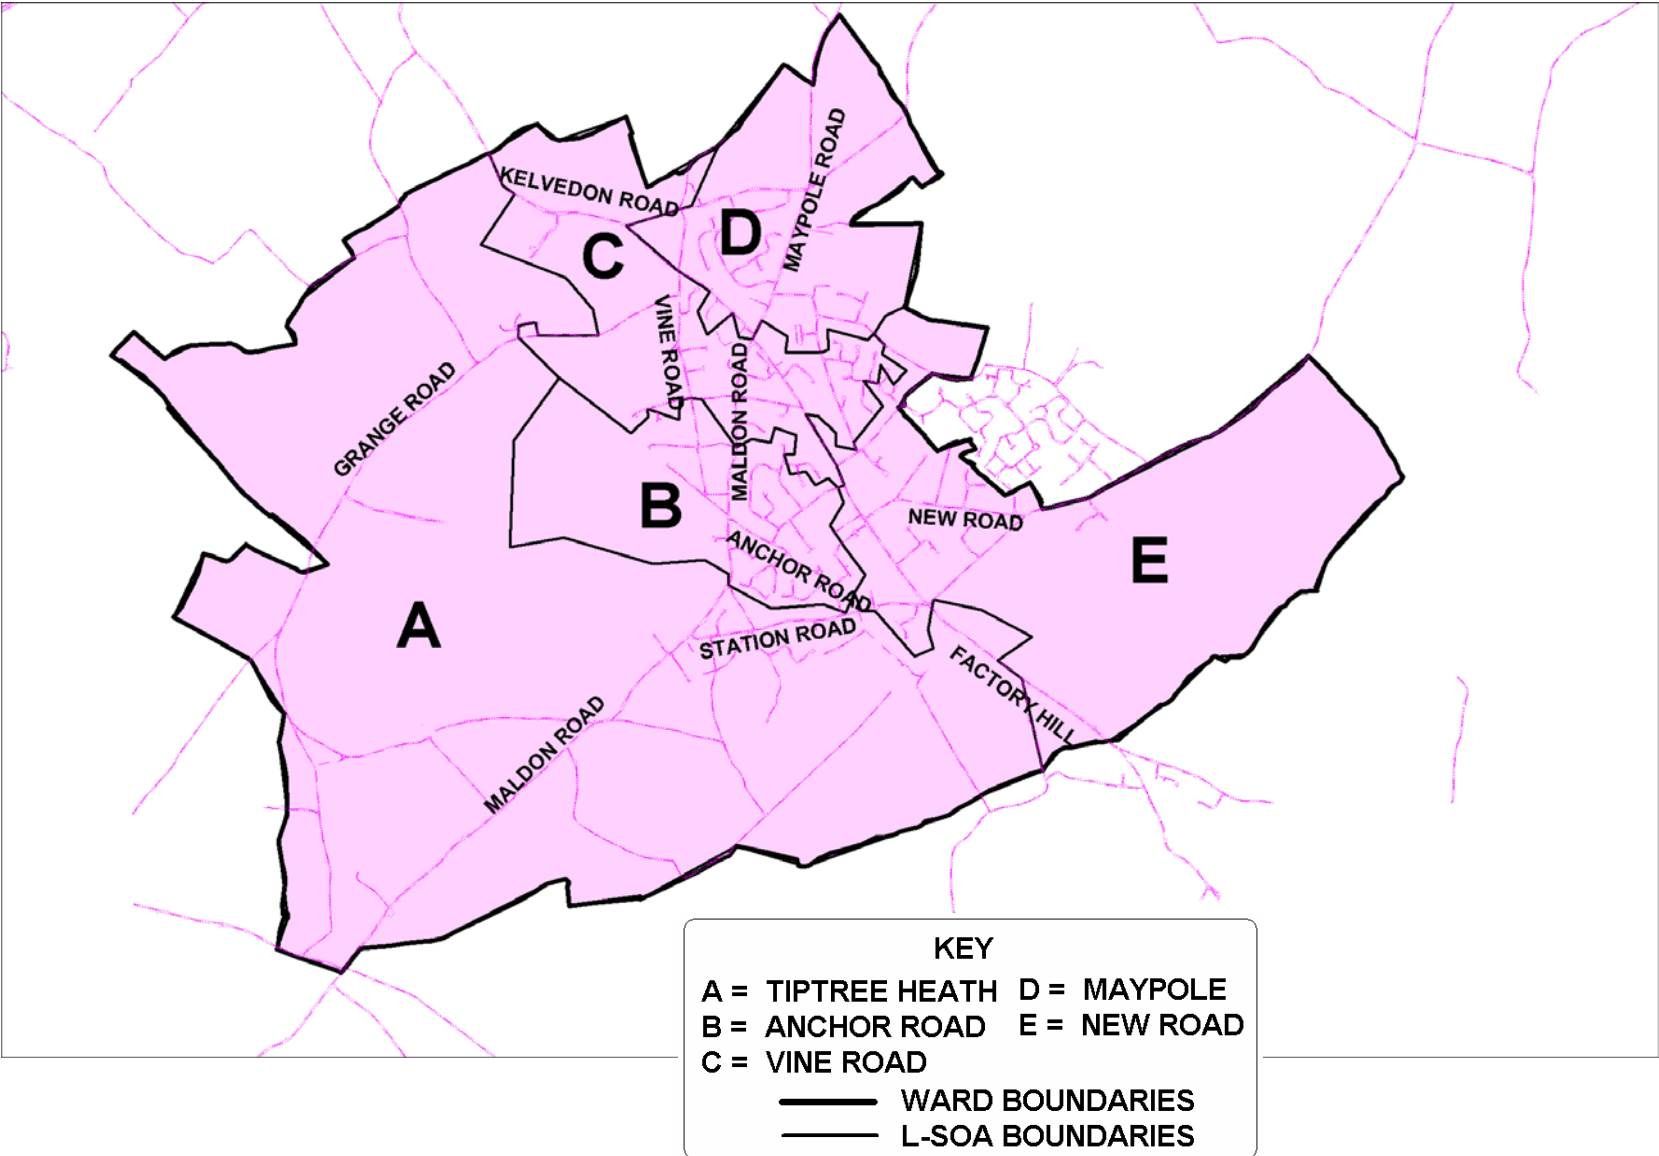 MAYPOLE ROAD
KELVEDON ROAD
D
C
VINE ROAD
MALDON ROAD
GRANGE ROAD
B
NEW ROAD
ANCHOR ROAD
E
A
STATION ROAD
FACTORY HILL
MALDON ROAD
KEY
A = TIPTREE HEATH D = MAYPOLE
B = ANCHOR ROAD E = NEW ROAD
C = VINE ROAD
WARD BOUNDARIES
L-SOA BOUNDARIES